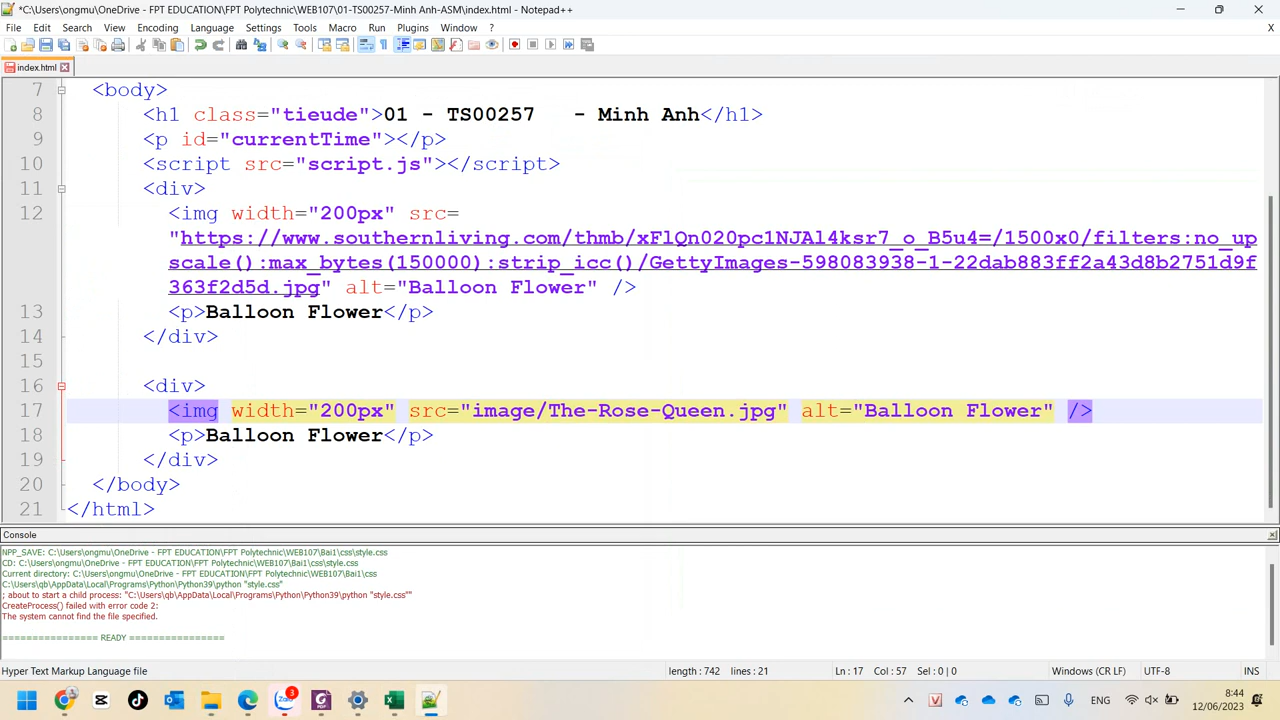 *C:\Users\ongmu\OneDrive - FPT EDUCATION\FPT Polytechnic\WEB107\01-TS00257-Minh Anh-ASM\index.html - Notepad++
File Edit Search View Encoding Language Settings Tools Macro Run Plugins Window ? X
index.html
7 <body>
8 <h1 class="tieude">01 - TS00257   - Minh Anh</h1>
9 <p id="currentTime"></p>
10 <script src="script.js"></script>
11 <div>
12 <img width="200px" src=
"https://www.southernliving.com/thmb/xFlQn020pc1NJAl4ksr7_o_B5u4=/1500x0/filters:no_up
scale():max_bytes(150000):strip_icc()/GettyImages-598083938-1-22dab883ff2a43d8b2751d9f
363f2d5d.jpg" alt="Balloon Flower" />
13 <p>Balloon Flower</p>
14 </div>
15
16 <div>
17 <img width="200px" src="image/The-Rose-Queen.jpg" alt="Balloon Flower" />
18 <p>Balloon Flower</p>
19 </div>
20 </body>
21 </html>
Console
NPP_SAVE: C:\Users\ongmu\OneDrive - FPT EDUCATION\FPT Polytechnic\WEB107\Bai1\css\style.css
CD: C:\Users\ongmu\OneDrive - FPT EDUCATION\FPT Polytechnic\WEB107\Bai1\css\style.css
Current directory: C:\Users\ongmu\OneDrive - FPT EDUCATION\FPT Polytechnic\WEB107\Bai1\css
C:\Users\qb\AppData\Local\Programs\Python\Python39\python "style.css"
; about to start a child process: "C:\Users\qb\AppData\Local\Programs\Python\Python39\python "style.css""
CreateProcess() failed with error code 2:
The system cannot find the file specified.
================ READY ================
Hyper Text Markup Language file length : 742 lines : 21 Ln : 17 Col : 57 Sel : 0 | 0 Windows (CR LF) UTF-8 INS
Zalo 3 V ENG 8:44
12/06/2023